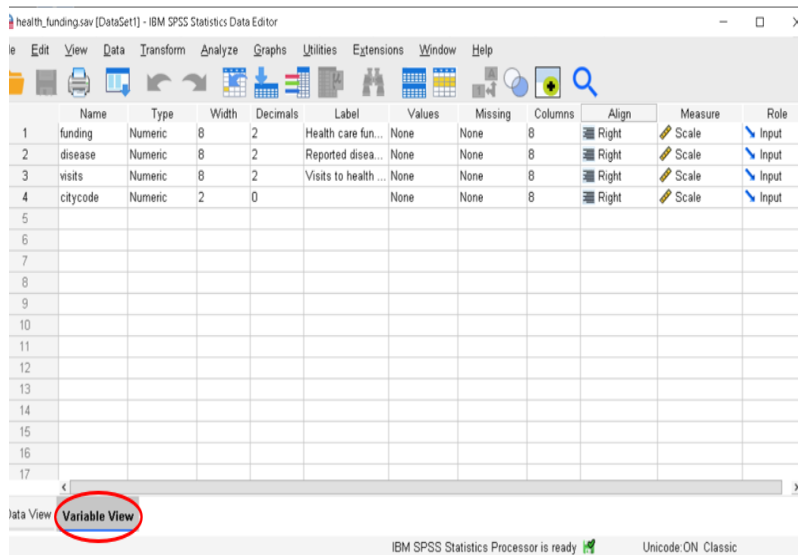 health_funding.sav [DataSet1] - IBM SPSS Statistics Data Editor
le Edit View Data Transform Analyze Graphs Utilities Extensions Window Help
Name Type Width Decimals Label Values Missing Columns Align Measure Role
1 funding Numeric 8 2 Health care fun... None None 8 Right Scale Input
2 disease Numeric 8 2 Reported disea... None None 8 Right Scale Input
3 visits Numeric 8 2 Visits to health ... None None 8 Right Scale Input
4 citycode Numeric 2 0 None None 8 Right Scale Input
5
6
7
8
9
10
11
12
13
14
15
16
17
Data View Variable View
IBM SPSS Statistics Processor is ready Unicode:ON Classic